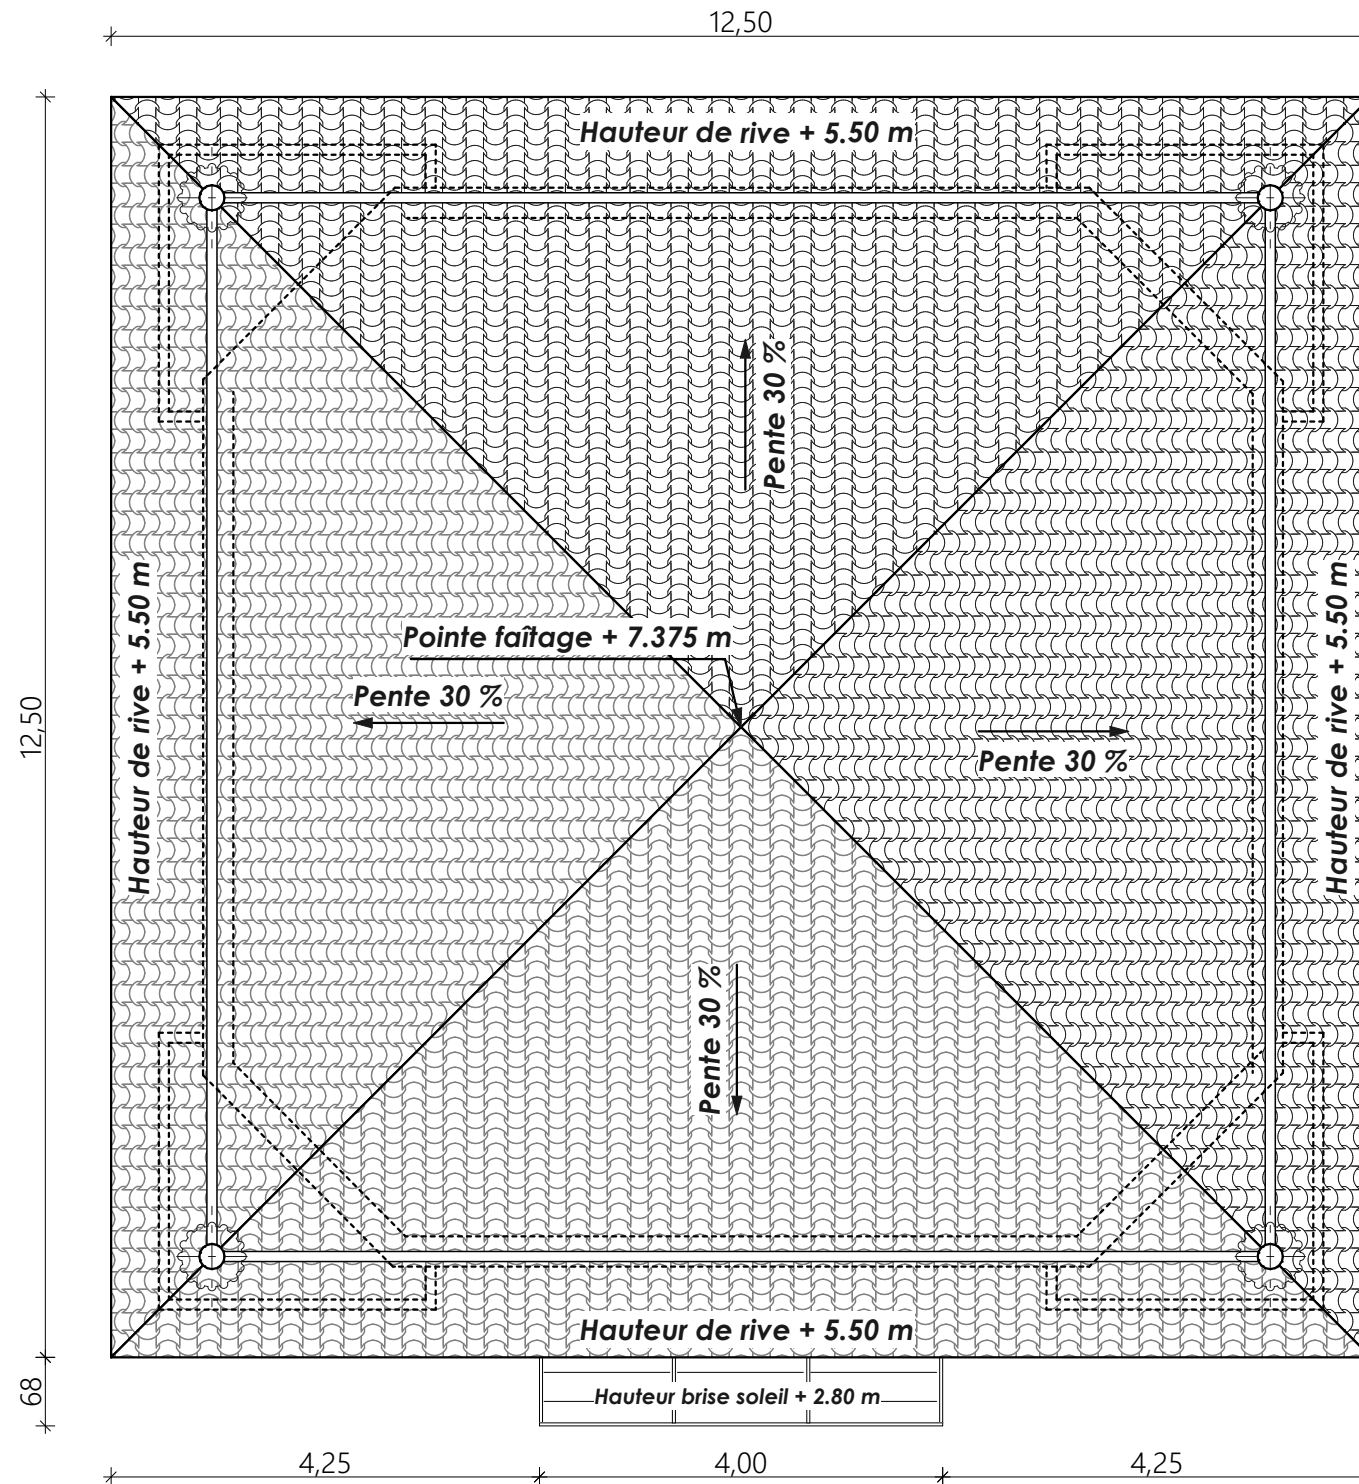 12,50
Hauteur de rive + 5.50 m
Pente 30 %
Hauteur de rive + 5.50 m
Hauteur de rive + 5.50 m
Pointe faîtage + 7.375 m
Pente 30 %
12,50
Pente 30 %
Pente 30 %
Hauteur de rive + 5.50 m
68
Hauteur brise soleil + 2.80 m
4,25
4,00
4,25